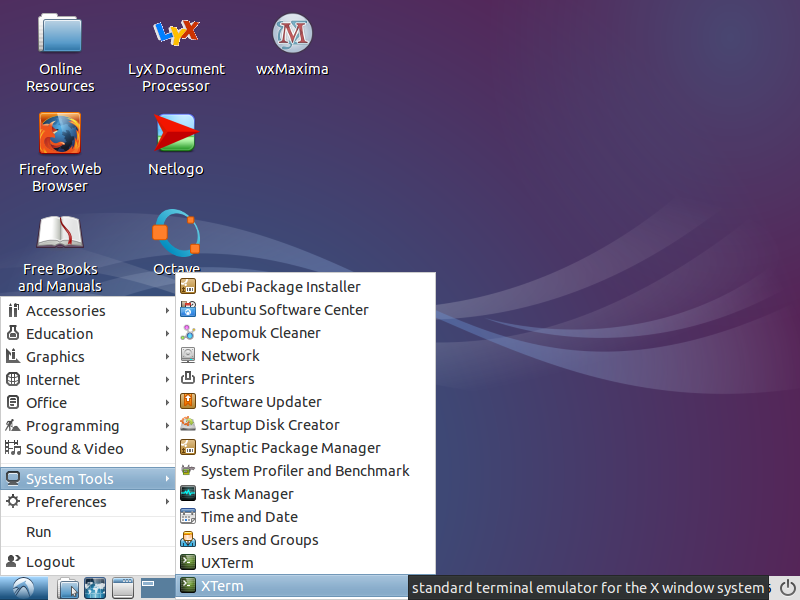 Online
Resources
LyX Document
Processor
wxMaxima
Firefox Web
Browser
Netlogo
Free Books
and Manuals
Octave
Accessories
Education
Graphics
Internet
Office
Programming
Sound & Video
System Tools
Preferences
Run
Logout
GDebi Package Installer
Lubuntu Software Center
Nepomuk Cleaner
Network
Printers
Software Updater
Startup Disk Creator
Synaptic Package Manager
System Profiler and Benchmark
Task Manager
Time and Date
Users and Groups
UXTerm
XTerm
standard terminal emulator for the X window system